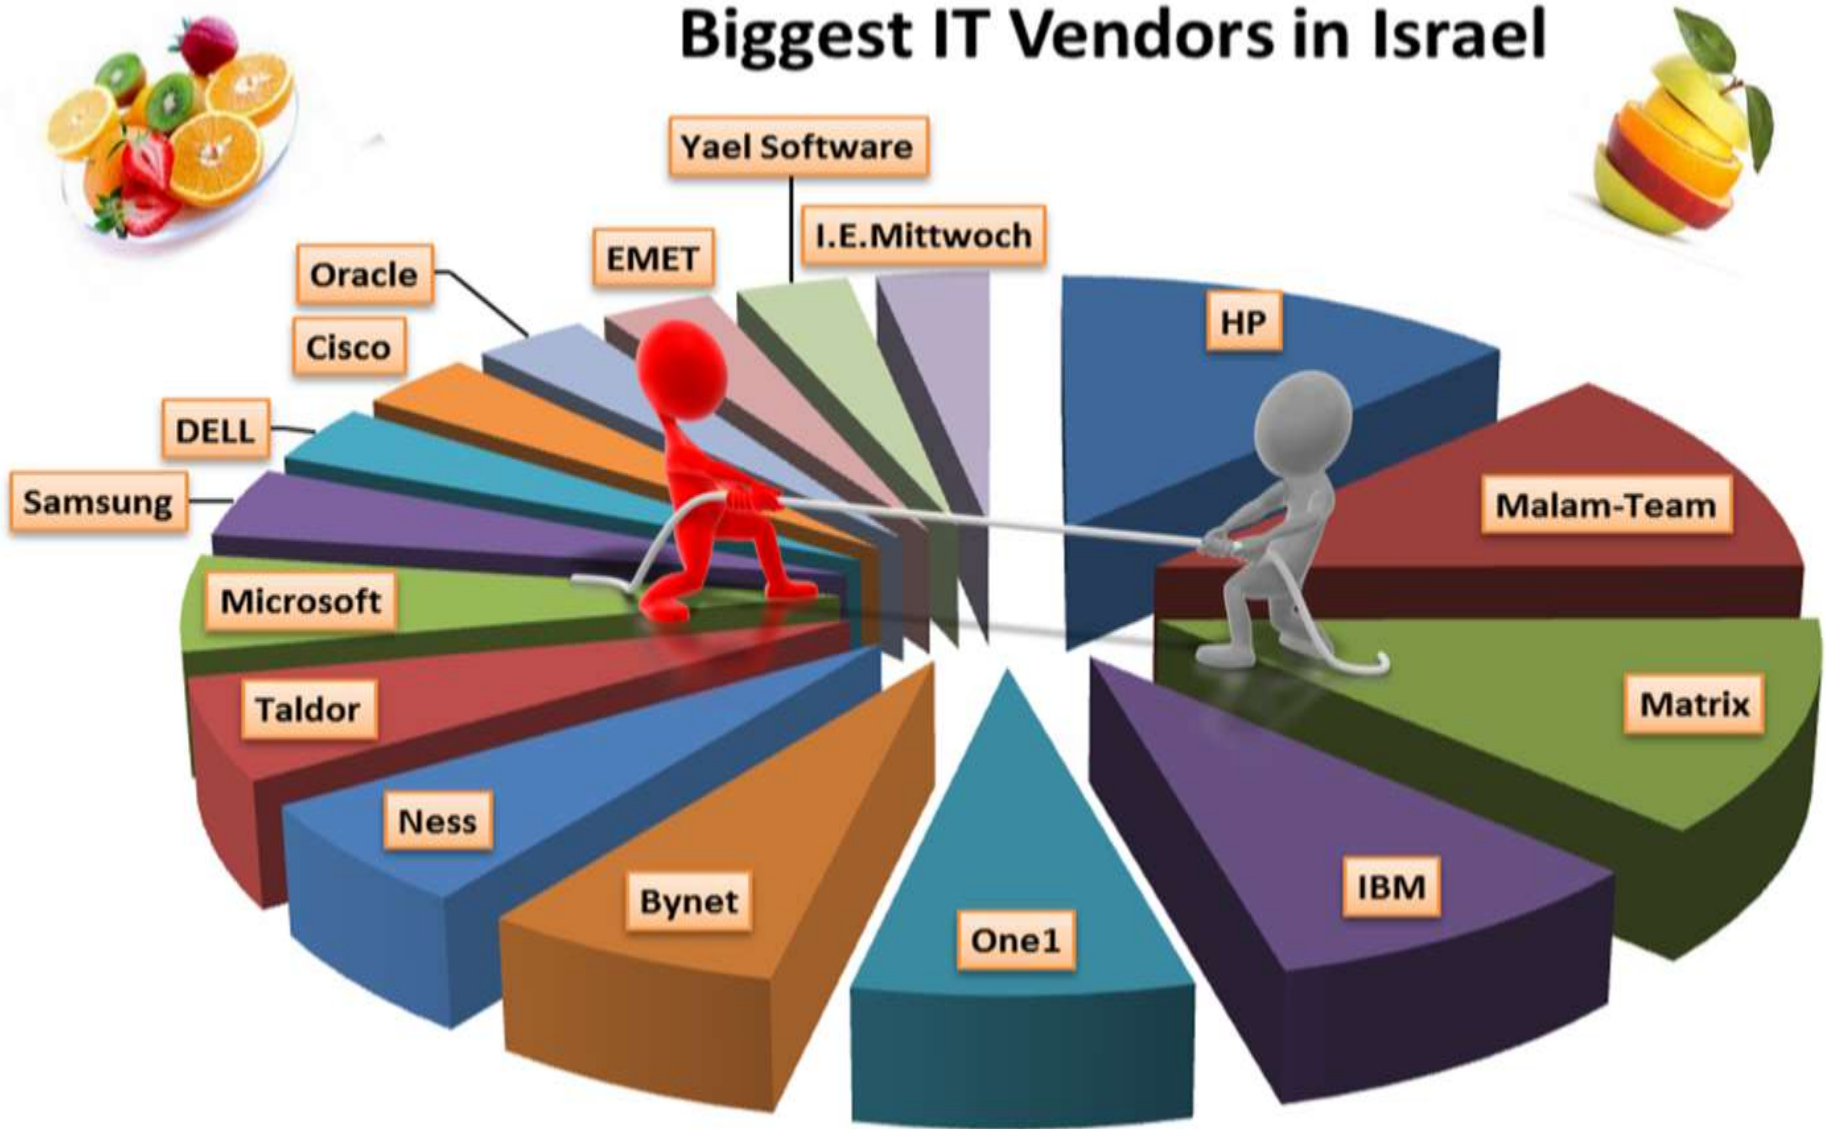 Biggest IT Vendors in Israel
Yael Software
I.E.Mittwoch
EMET
Oracle
HP
Cisco
DELL
Samsung
Malam-Team
Microsoft
Matrix
Taldor
Ness
IBM
Bynet
One1